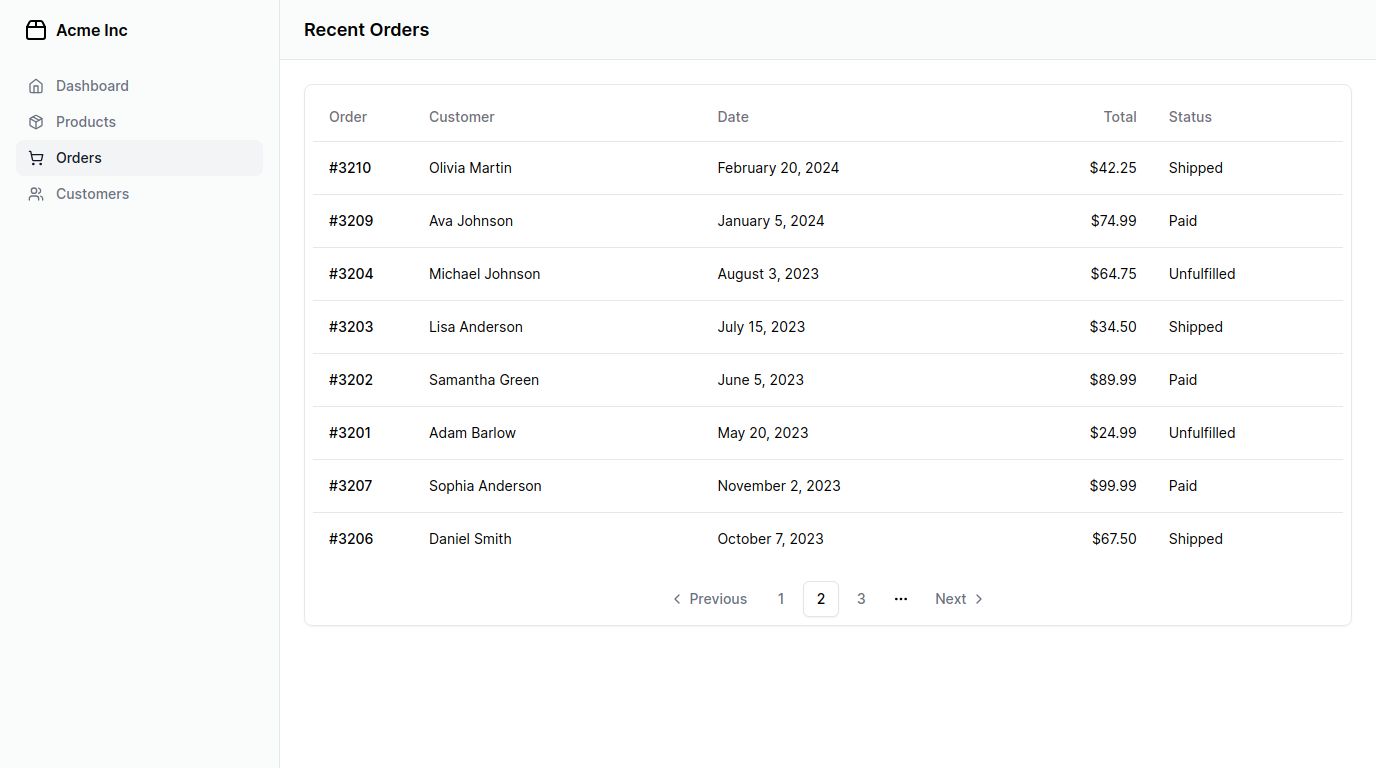 Acme Inc
Dashboard
Products
Orders
Customers
Recent Orders
Order Customer Date Total Status
#3210 Olivia Martin February 20, 2024 $42.25 Shipped
#3209 Ava Johnson January 5, 2024 $74.99 Paid
#3204 Michael Johnson August 3, 2023 $64.75 Unfulfilled
#3203 Lisa Anderson July 15, 2023 $34.50 Shipped
#3202 Samantha Green June 5, 2023 $89.99 Paid
#3201 Adam Barlow May 20, 2023 $24.99 Unfulfilled
#3207 Sophia Anderson November 2, 2023 $99.99 Paid
#3206 Daniel Smith October 7, 2023 $67.50 Shipped
Previous 1 2 3 ... Next